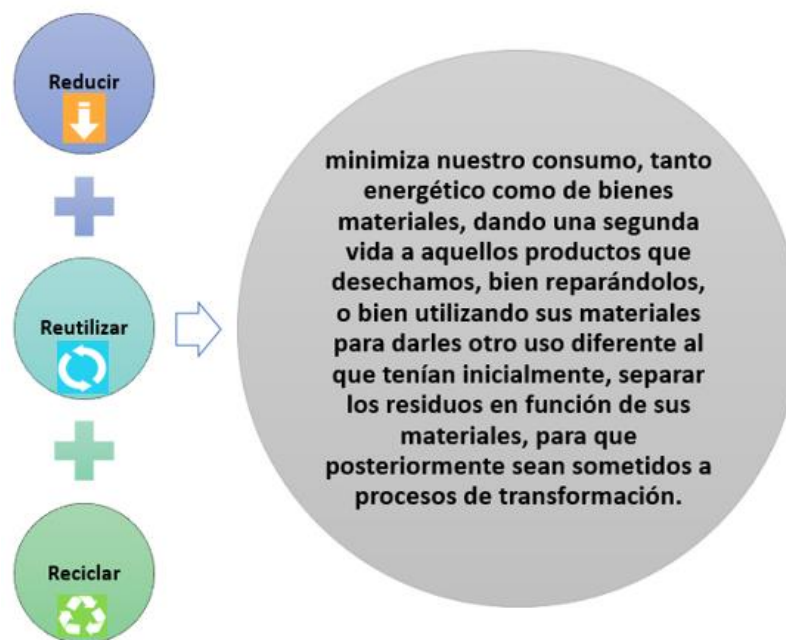 Reducir
Reutilizar
Reciclar
minimiza nuestro consumo, tanto
energético como de bienes
materiales, dando una segunda
vida a aquellos productos que
desechamos, bien reparándolos,
o bien utilizando sus materiales
para darles otro uso diferente al
que tenían inicialmente, separar
los residuos en función de sus
materiales, para que
posteriormente sean sometidos a
procesos de transformación.